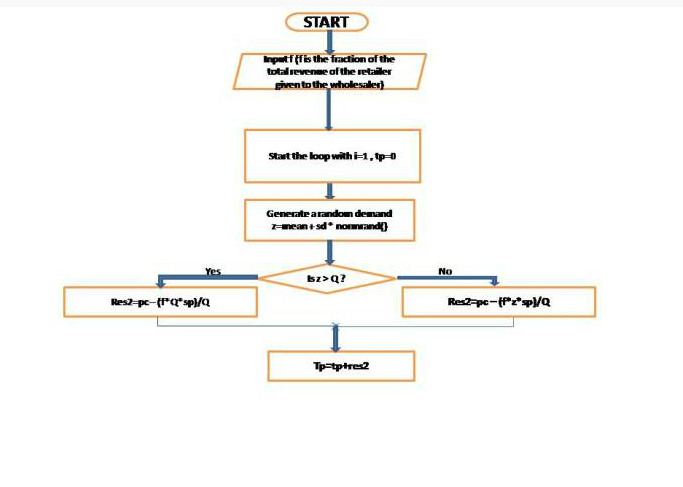 START
Input f (f is the fraction of the
total revenue of the retailer
given to the wholesaler)
Start the loop with i=1 , tp=0
Generate a random demand
z=mean + sd* normrand()
Yes
Is z > Q ?
No
Res2=pc-(f*Q*sp)/Q
Res2=pc-(f*z*sp)/Q
Tp=tp+res2